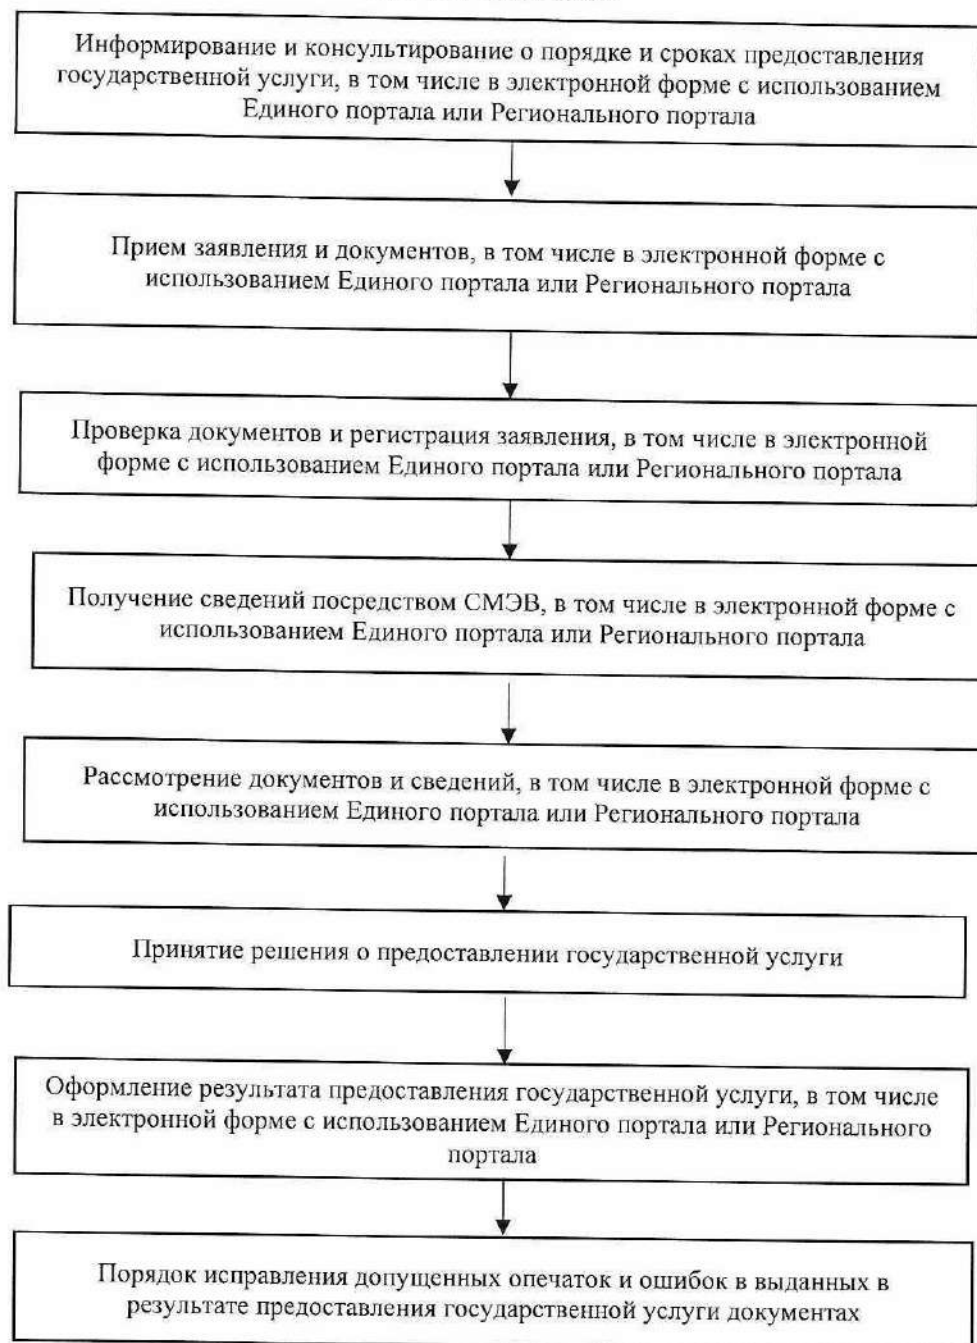 Информирование и консультирование о порядке и сроках предоставления
государственной услуги, в том числе в электронной форме с использованием
Единого портала или Регионального портала
Прием заявления и документов, в том числе в электронной форме с
использованием Единого портала или Регионального портала
Проверка документов и регистрация заявления, в том числе в электронной
форме с использованием Единого портала или Регионального портала
Получение сведений посредством СМЭВ, в том числе в электронной форме с
использованием Единого портала или Регионального портала
Рассмотрение документов и сведений, в том числе в электронной форме с
использованием Единого портала или Регионального портала
Принятие решения о предоставлении государственной услуги
Оформление результата предоставления государственной услуги, в том числе
в электронной форме с использованием Единого портала или Регионального
портала
Порядок исправления допущенных опечаток и ошибок в выданных в
результате предоставления государственной услуги документах